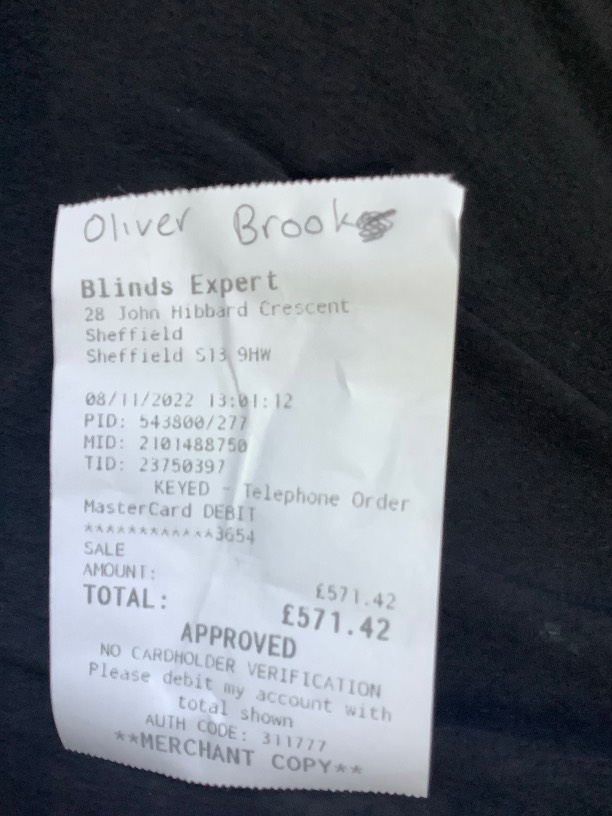 Oliver Brook
Blinds Expert
28 John Hibbard Crescent
Sheffield
Sheffield S13 9HW
08/11/2022 13:01:12
PID: 543800/277
MID: 2101488750
TID: 23750397
KEYED - Telephone Order
MasterCard DEBIT
************3654
SALE
AMOUNT: £571.42
TOTAL: £571.42
APPROVED
NO CARDHOLDER VERIFICATION
Please debit my account with
total shown
AUTH CODE: 311777
**MERCHANT COPY**